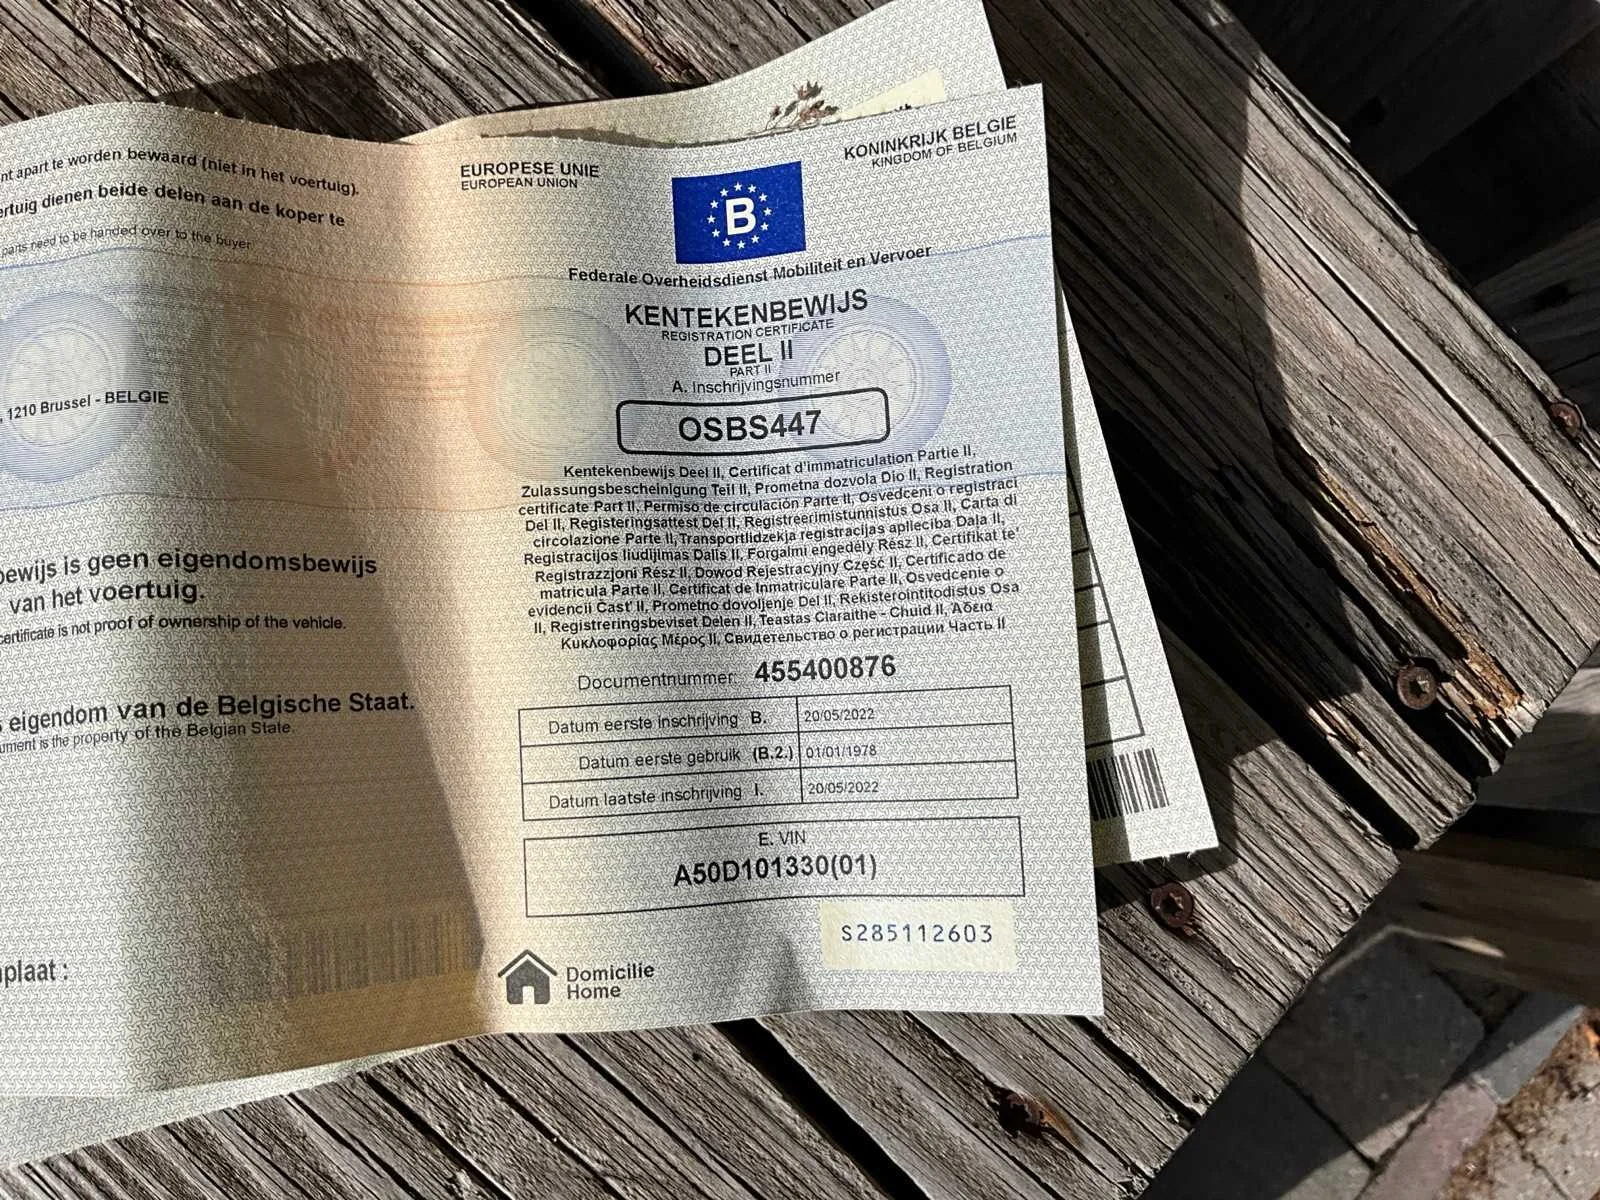 nt apart te worden bewaard (niet in het voertuig).
ertuig dienen beide delen aan de koper te
parts need to be handed over to the buyer
, 1210 Brussel - BELGIE
bewijs is geen eigendomsbewijs
van het voertuig.
certificate is not proof of ownership of the vehicle.
s eigendom van de Belgische Staat.
ument is the property of the Belgian State.
plaat :
EUROPESE UNIE
EUROPEAN UNION
KONINKRIJK BELGIE
KINGDOM OF BELGIUM
B
Federale Overheidsdienst Mobiliteit en Vervoer
KENTEKENBEWIJS
REGISTRATION CERTIFICATE
DEEL II
PART II
A. Inschrijvingsnummer
OSBS447
Kentekenbewijs Deel II, Certificat d'immatriculation Partie II,
Zulassungsbescheinigung Teil II, Prometna dozvola Dio II, Registration
certificate Part II, Permiso de circulación Parte II, Osvedceni o registraci
Del II, Registeringsattest Del II, Registreerimistunnistus Osa II, Carta di
circolazione Parte II, Transportlidzekja registracijas aplieciba Daļa II,
Registracijos liudijimas Dalis II, Forgalmi engedély Rész II, Certifikat te'
Registrazzjoni Rész II, Dowod Rejestracyjny Część II, Certificado de
matricula Parte II, Certificat de Inmatriculare Parte II, Osvedcenie o
evidencii Čast' II, Prometno dovoljenje Del II, Rekisterointitodistus Osa
II, Registreringsbeviset Delen II, Teastas Claraithe - Chuid II, Άδεια
Κυκλοφορίας Μέρος II, Свидетельство о регистрации Часть II
Documentnummer: 455400876
Datum eerste inschrijving B. 20/05/2022
Datum eerste gebruik (B.2.) 01/01/1978
Datum laatste inschrijving I. 20/05/2022
E. VIN
A50D101330(01)
S285112603
Domicilie
Home